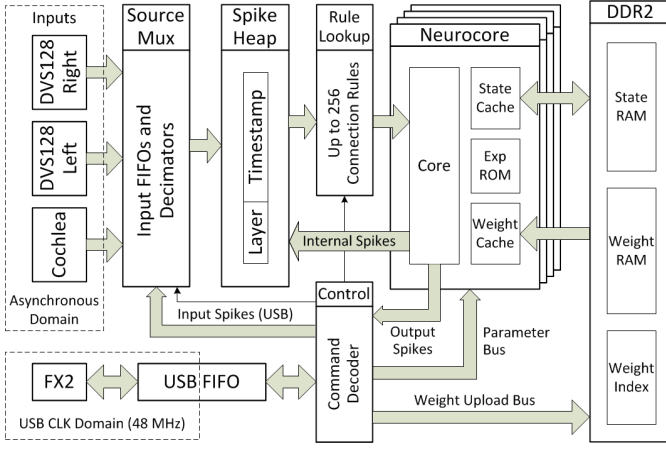 Inputs
DVS128
Right
DVS128
Left
Cochlea
Asynchronous
Domain
Source
Mux
Input FIFOs and
Decimators
Spike
Heap
Timestamp
Layer
Rule
Lookup
Up to 256
Connection Rules
Neurocore
Core
State
Cache
Exp
ROM
Weight
Cache
DDR2
State
RAM
Weight
RAM
Weight
Index
Internal Spikes
Input Spikes (USB)
Control
Command
Decoder
Output
Spikes
Parameter
Bus
Weight Upload Bus
FX2
USB FIFO
USB CLK Domain (48 MHz)